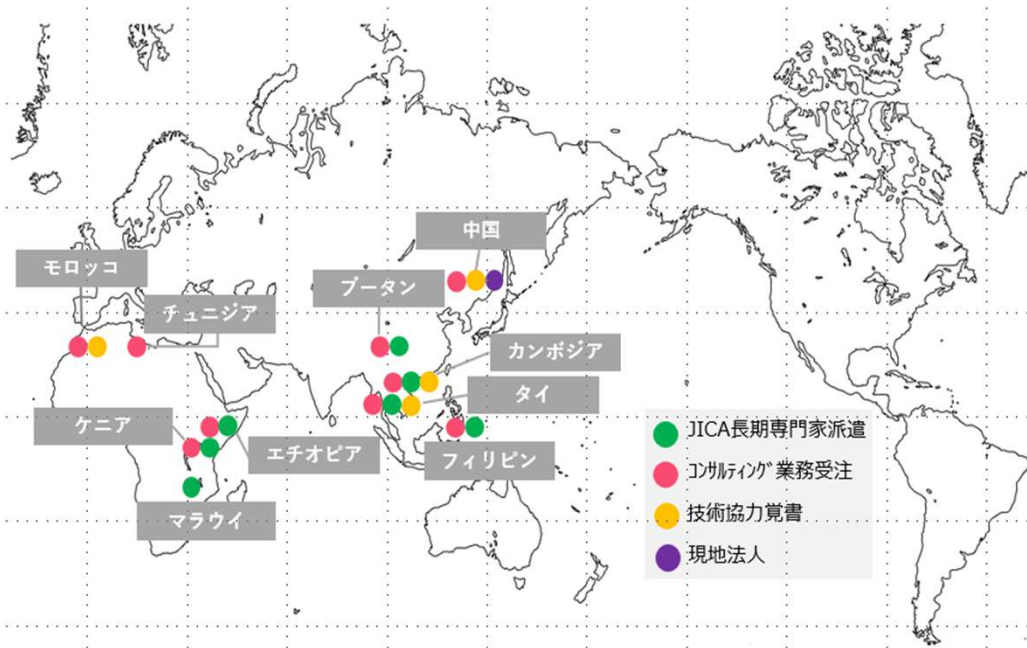 中国
モロッコ
ブータン
チュニジア
カンボジア
タイ
ケニア
エチオピア
フィリピン
マラウイ
JICA長期専門家派遣
ｺﾝｻﾙﾃｨﾝｸﾞ業務受注
技術協力覚書
現地法人